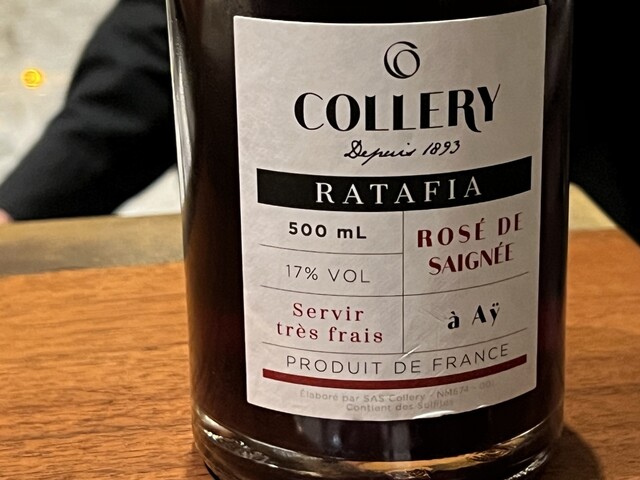 COLLERY
Depuis 1893
RATAFIA
500 mL
17% VOL
ROSÉ DE
SAIGNÉE
Servir
très frais
à Aÿ
PRODUIT DE FRANCE
Élaboré par SAS Collery - NM674
Contient des Sulfites